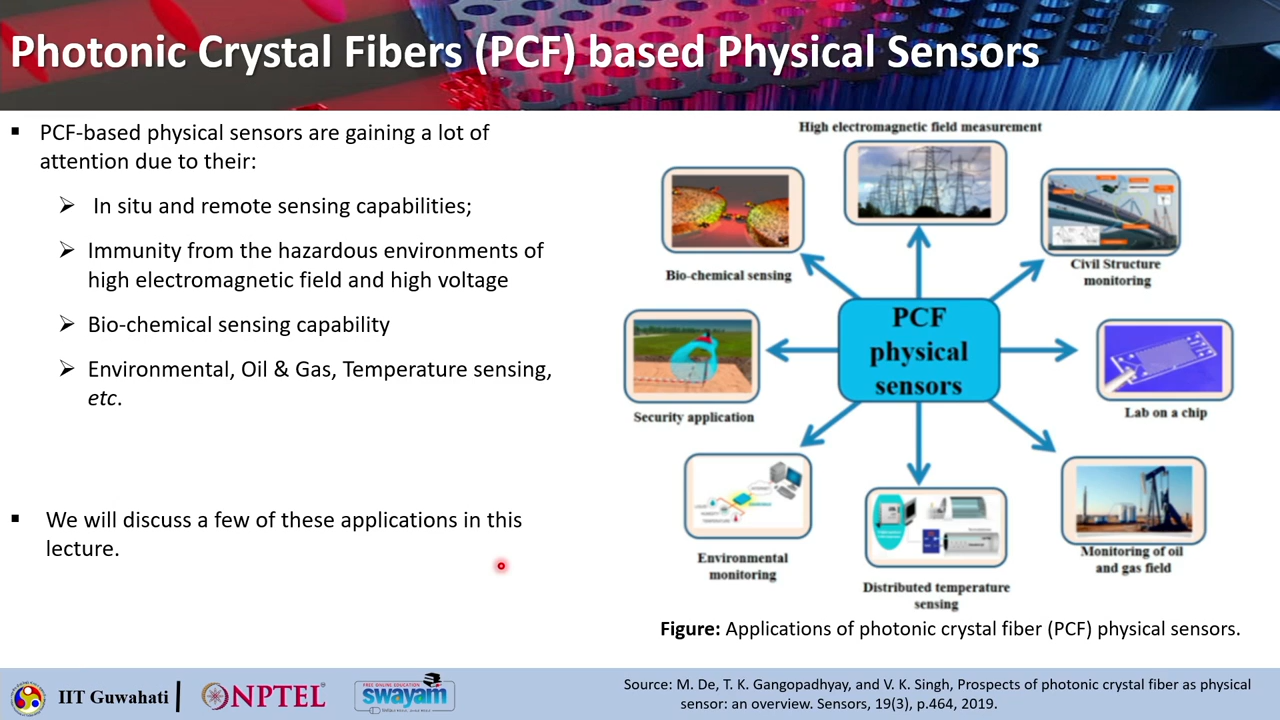 Photonic Crystal Fibers (PCF) based Physical Sensors
▪ PCF-based physical sensors are gaining a lot of
attention due to their:
➢ In situ and remote sensing capabilities;
➢ Immunity from the hazardous environments of
high electromagnetic field and high voltage
➢ Bio-chemical sensing capability
➢ Environmental, Oil & Gas, Temperature sensing,
etc.
▪ We will discuss a few of these applications in this
lecture.
High electromagnetic field measurement
Bio-chemical sensing
Civil Structure
monitoring
PCF
physical
sensors
Security application
Lab on a chip
Environmental
monitoring
Distributed temperature
sensing
Monitoring of oil
and gas field
Figure: Applications of photonic crystal fiber (PCF) physical sensors.
IIT Guwahati
NPTEL
FREE ONLINE EDUCATION
swayam
Source: M. De, T. K. Gangopadhyay, and V. K. Singh, Prospects of photonic crystal fiber as physical
sensor: an overview. Sensors, 19(3), p.464, 2019.